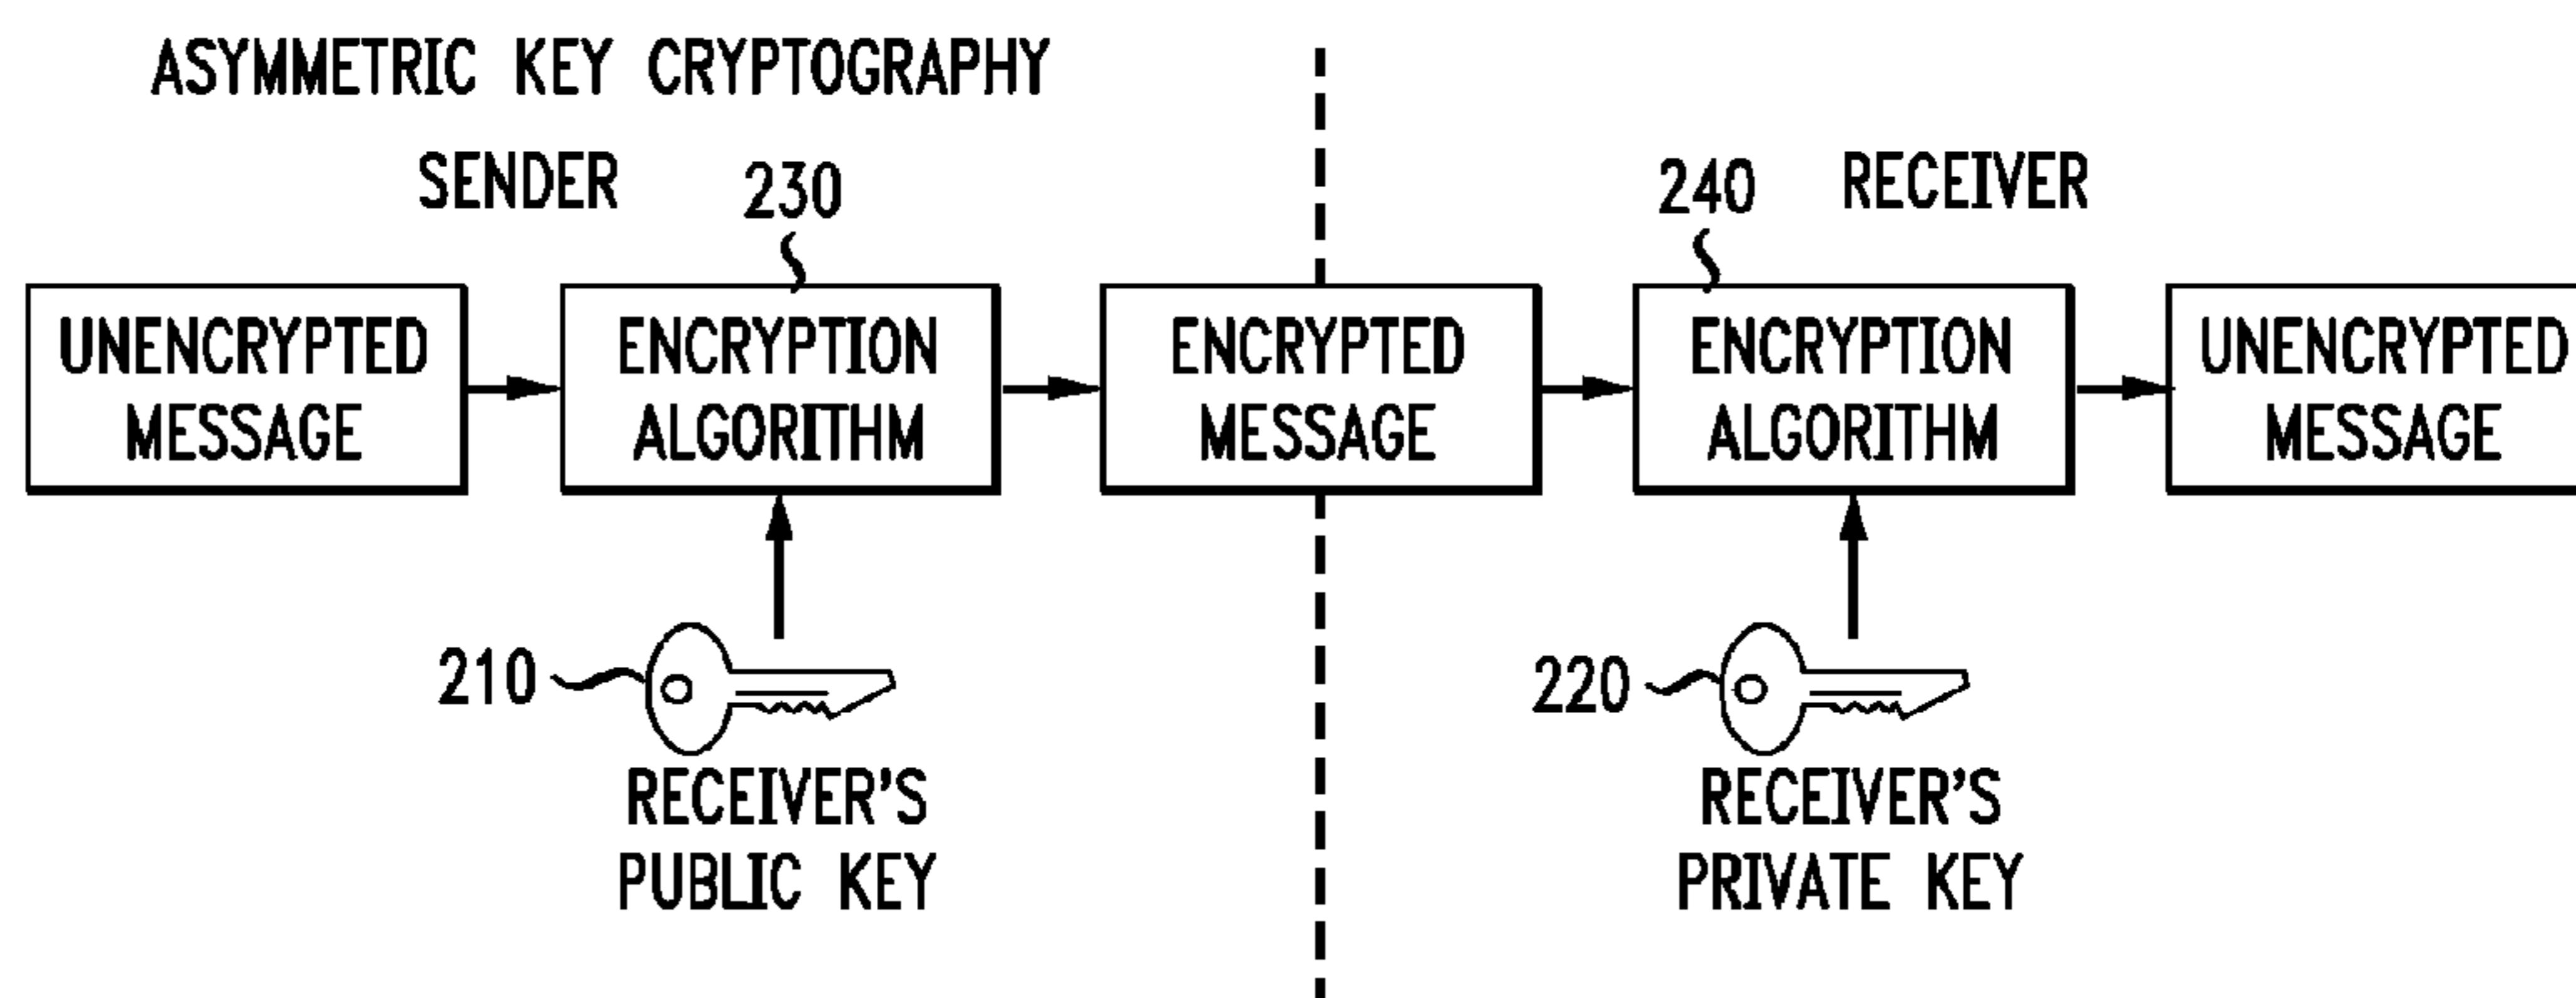 ASYMMETRIC KEY CRYPTOGRAPHY
SENDER
230
240
RECEIVER
UNENCRYPTED
MESSAGE
ENCRYPTION
ALGORITHM
ENCRYPTED
MESSAGE
ENCRYPTION
ALGORITHM
UNENCRYPTED
MESSAGE
210
RECEIVER'S
PUBLIC KEY
220
RECEIVER'S
PRIVATE KEY